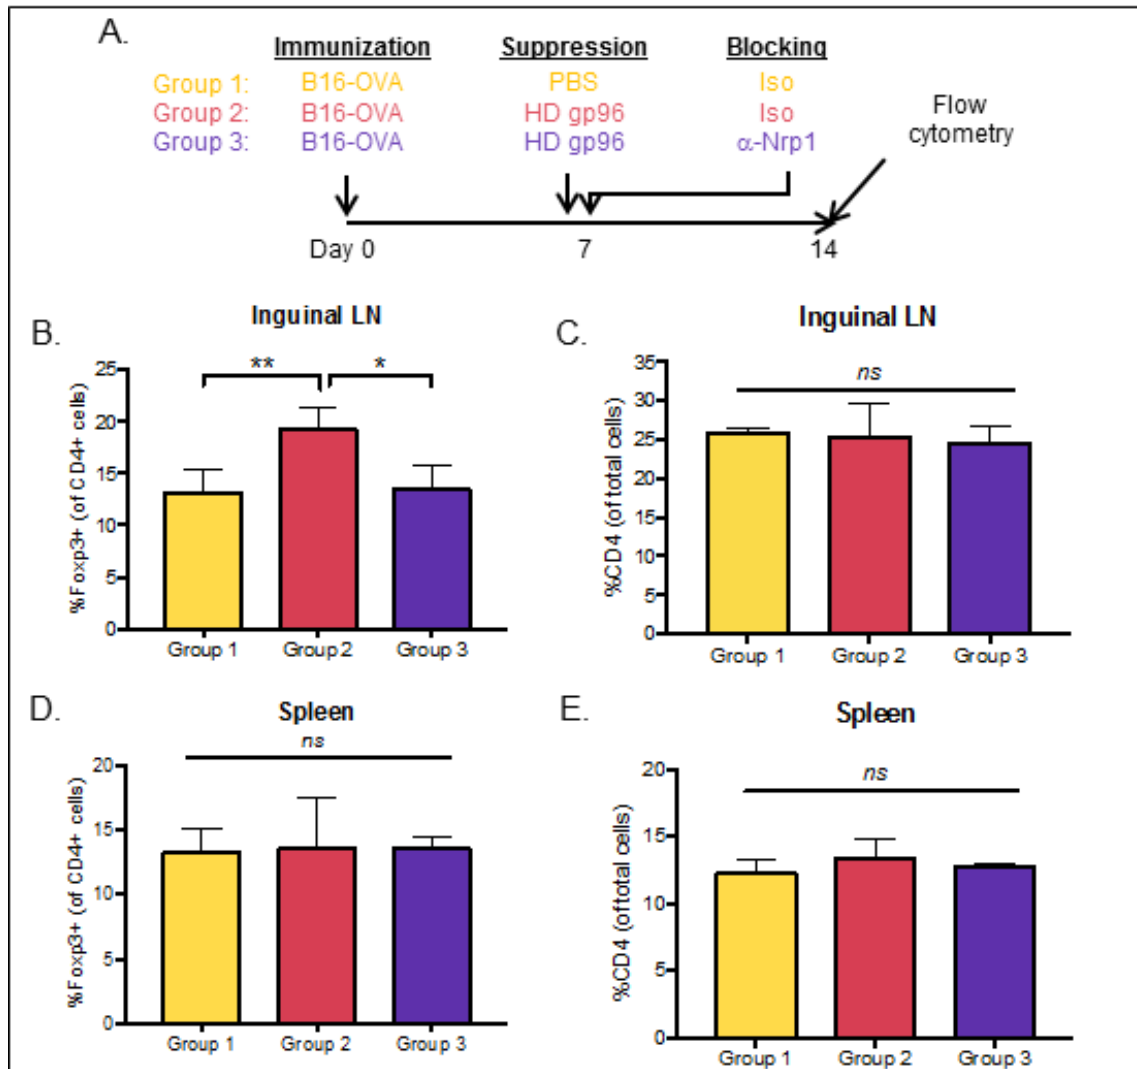 A.
Immunization Suppression Blocking
Group 1: B16-OVA PBS Iso
Group 2: B16-OVA HD gp96 Iso
Group 3: B16-OVA HD gp96 α-Nrp1
Flow
cytometry
Day 0 7 14
B.
Inguinal LN
** *
%Foxp3+ (of CD4+ cells)
25
20
15
10
5
0
Group 1 Group 2 Group 3
C.
Inguinal LN
ns
%CD4 (of total cells)
35
30
25
20
15
10
5
0
Group 1 Group 2 Group 3
D.
Spleen
ns
%Foxp3+ (of CD4+ cells)
20
15
10
5
0
Group 1 Group 2 Group 3
E.
Spleen
ns
%CD4 (of total cells)
20
15
10
5
0
Group 1 Group 2 Group 3